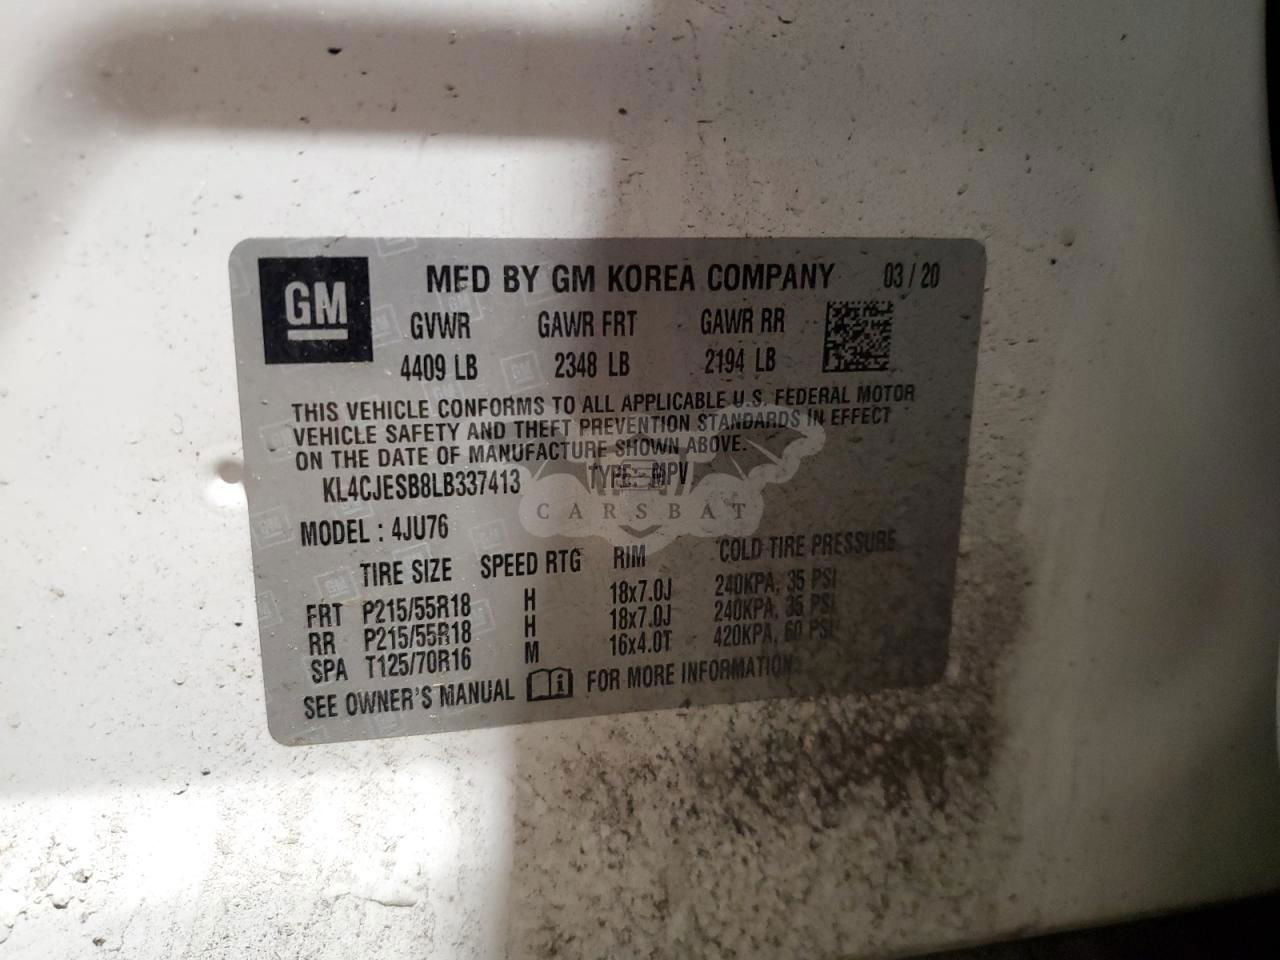 GM
MFD BY GM KOREA COMPANY 03 / 20
GVWR GAWR FRT GAWR RR
4409 LB 2348 LB 2194 LB
THIS VEHICLE CONFORMS TO ALL APPLICABLE U.S. FEDERAL MOTOR
VEHICLE SAFETY AND THEFT PREVENTION STANDARDS IN EFFECT
ON THE DATE OF MANUFACTURE SHOWN ABOVE.
KL4CJESB8LB337413 TYPE: MPV
CARSBAT
MODEL : 4JU76
TIRE SIZE SPEED RTG RIM COLD TIRE PRESSURE
FRT P215/55R18 H 18x7.0J 240KPA, 35 PSI
RR P215/55R18 H 18x7.0J 240KPA, 35 PSI
SPA T125/70R16 M 16x4.0T 420KPA, 60 PSI
SEE OWNER'S MANUAL i FOR MORE INFORMATION.